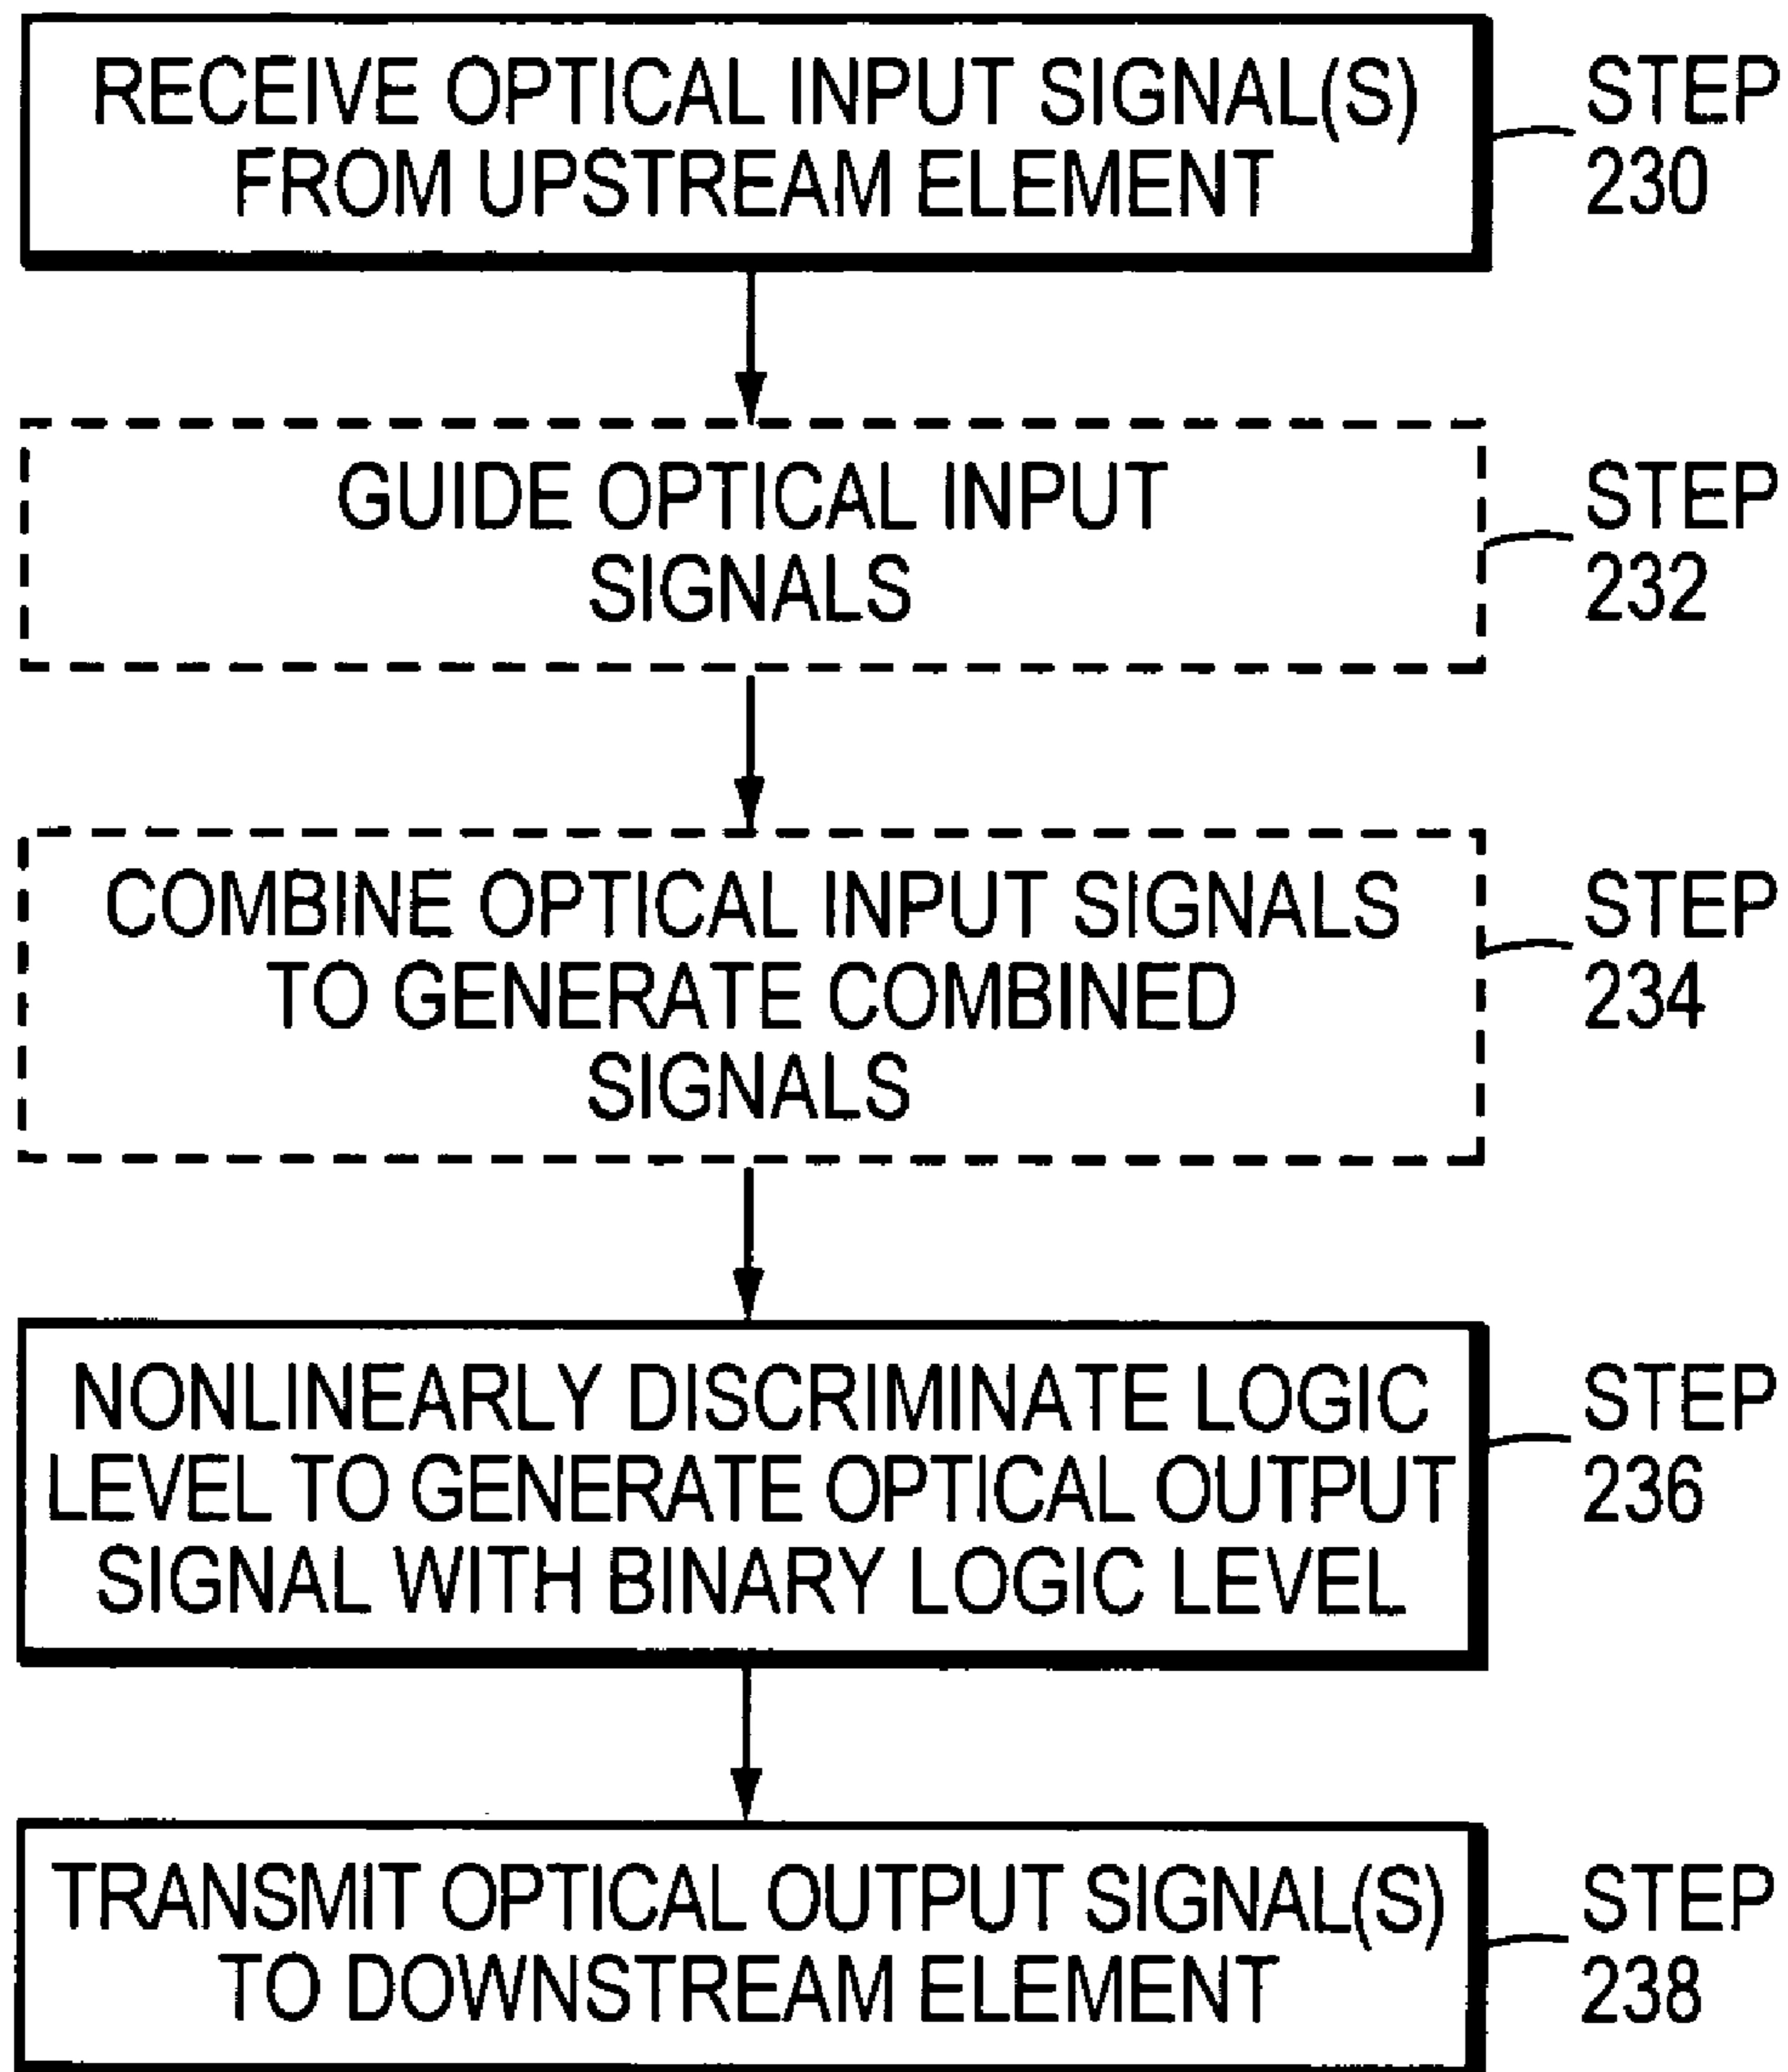 RECEIVE OPTICAL INPUT SIGNAL(S)
FROM UPSTREAM ELEMENT
STEP
230
GUIDE OPTICAL INPUT
SIGNALS
STEP
232
COMBINE OPTICAL INPUT SIGNALS
TO GENERATE COMBINED
SIGNALS
STEP
234
NONLINEARLY DISCRIMINATE LOGIC
LEVEL TO GENERATE OPTICAL OUTPUT
SIGNAL WITH BINARY LOGIC LEVEL
STEP
236
TRANSMIT OPTICAL OUTPUT SIGNAL(S)
TO DOWNSTREAM ELEMENT
STEP
238